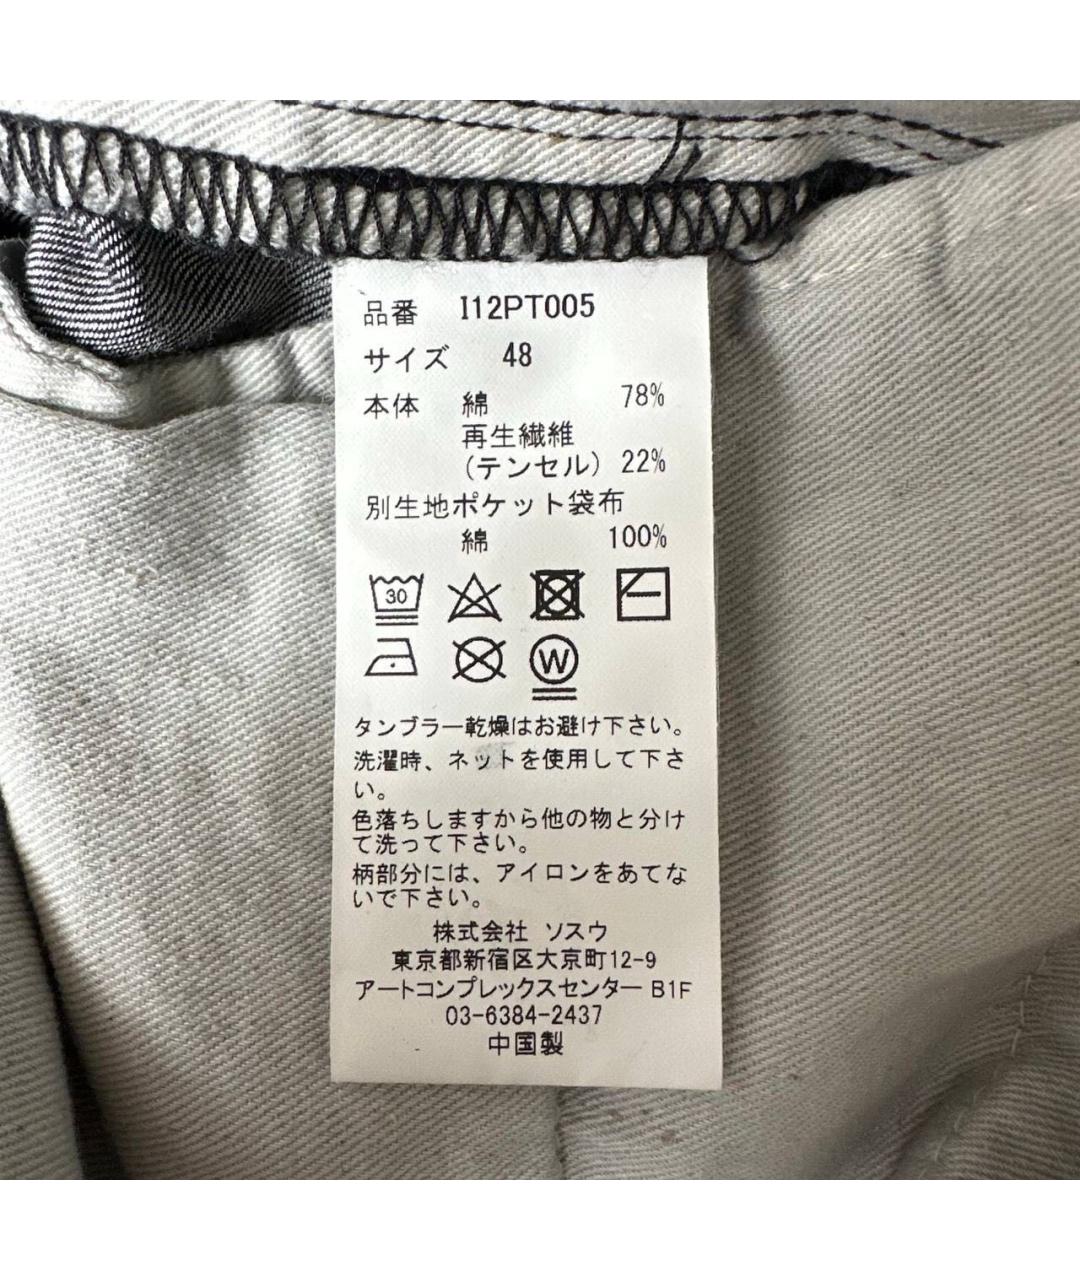 品番 I12PT005
サイズ 48
本体 綿 78%
再生繊維
(テンセル) 22%
別生地ポケット袋布
綿 100%
30
W
タンブラー乾燥はお避け下さい。
洗濯時、ネットを使用して下さ
い。
色落ちしますから他の物と分け
て洗って下さい。
柄部分には、アイロンをあてな
いで下さい。
株式会社 ソスウ
東京都新宿区大京町12-9
アートコンプレックスセンター B1F
03-6384-2437
中国製